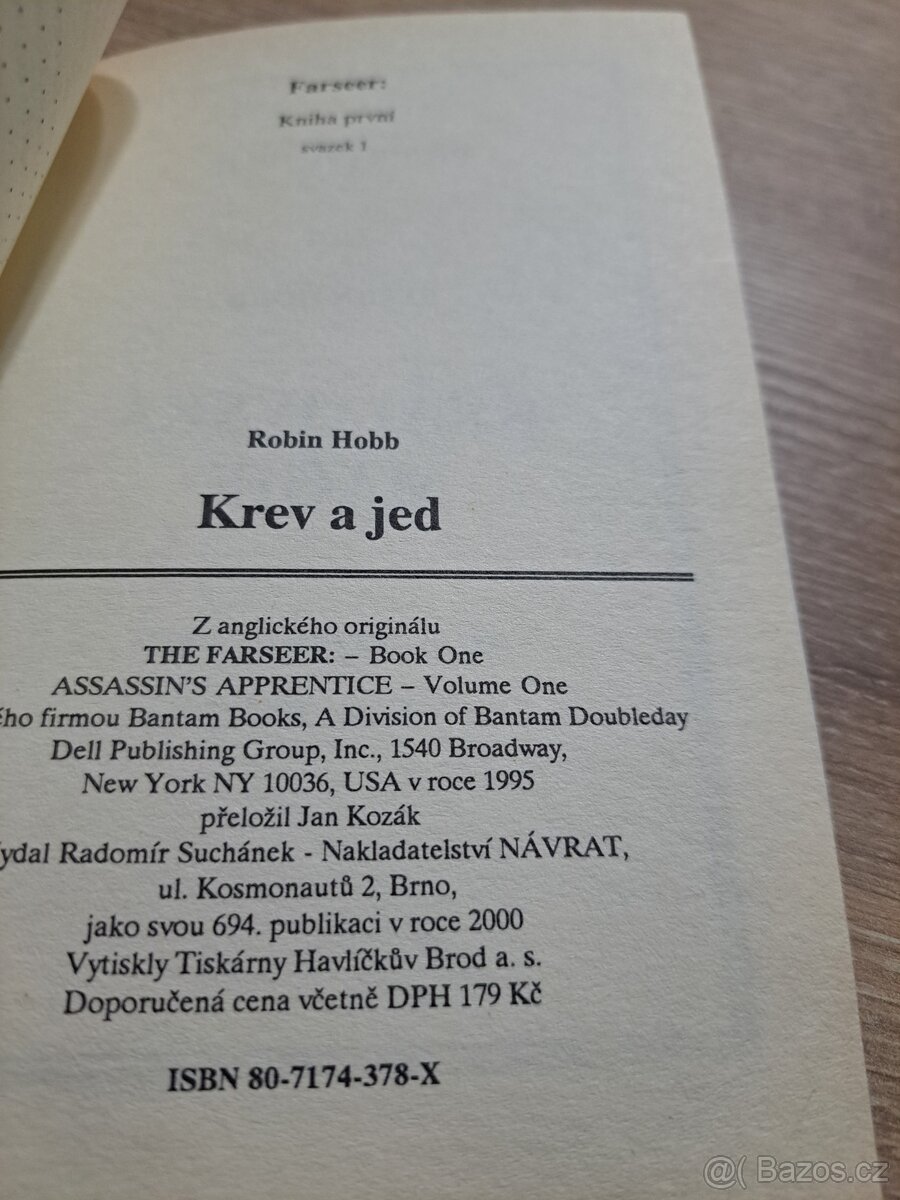 Farseer:
Kniha první
svazek 1
Robin Hobb
Krev a jed
Z anglického originálu
THE FARSEER: – Book One
ASSASSIN'S APPRENTICE – Volume One
ého firmou Bantam Books, A Division of Bantam Doubleday
Dell Publishing Group, Inc., 1540 Broadway,
New York NY 10036, USA v roce 1995
přeložil Jan Kozák
ydal Radomír Suchánek - Nakladatelství NÁVRAT,
ul. Kosmonautů 2, Brno,
jako svou 694. publikaci v roce 2000
Vytiskly Tiskárny Havlíčkův Brod a. s.
Doporučená cena včetně DPH 179 Kč
ISBN 80-7174-378-X
@( Bazos.cz